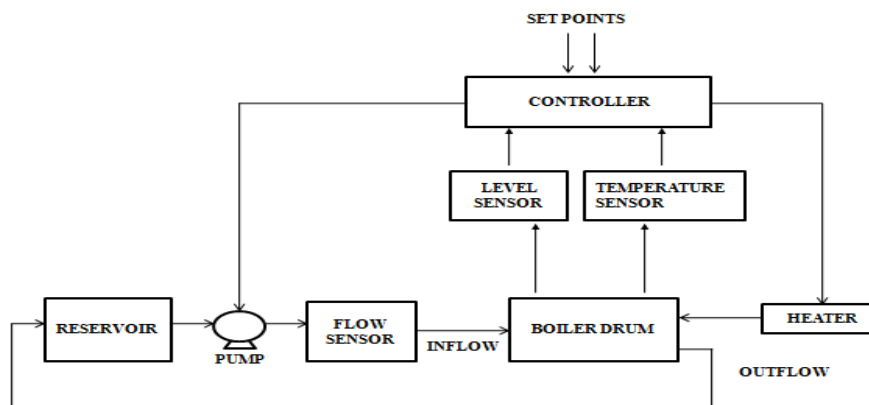 SET POINTS
CONTROLLER
LEVEL
SENSOR
TEMPERATURE
SENSOR
RESERVOIR
PUMP
FLOW
SENSOR
INFLOW
BOILER DRUM
HEATER
OUTFLOW